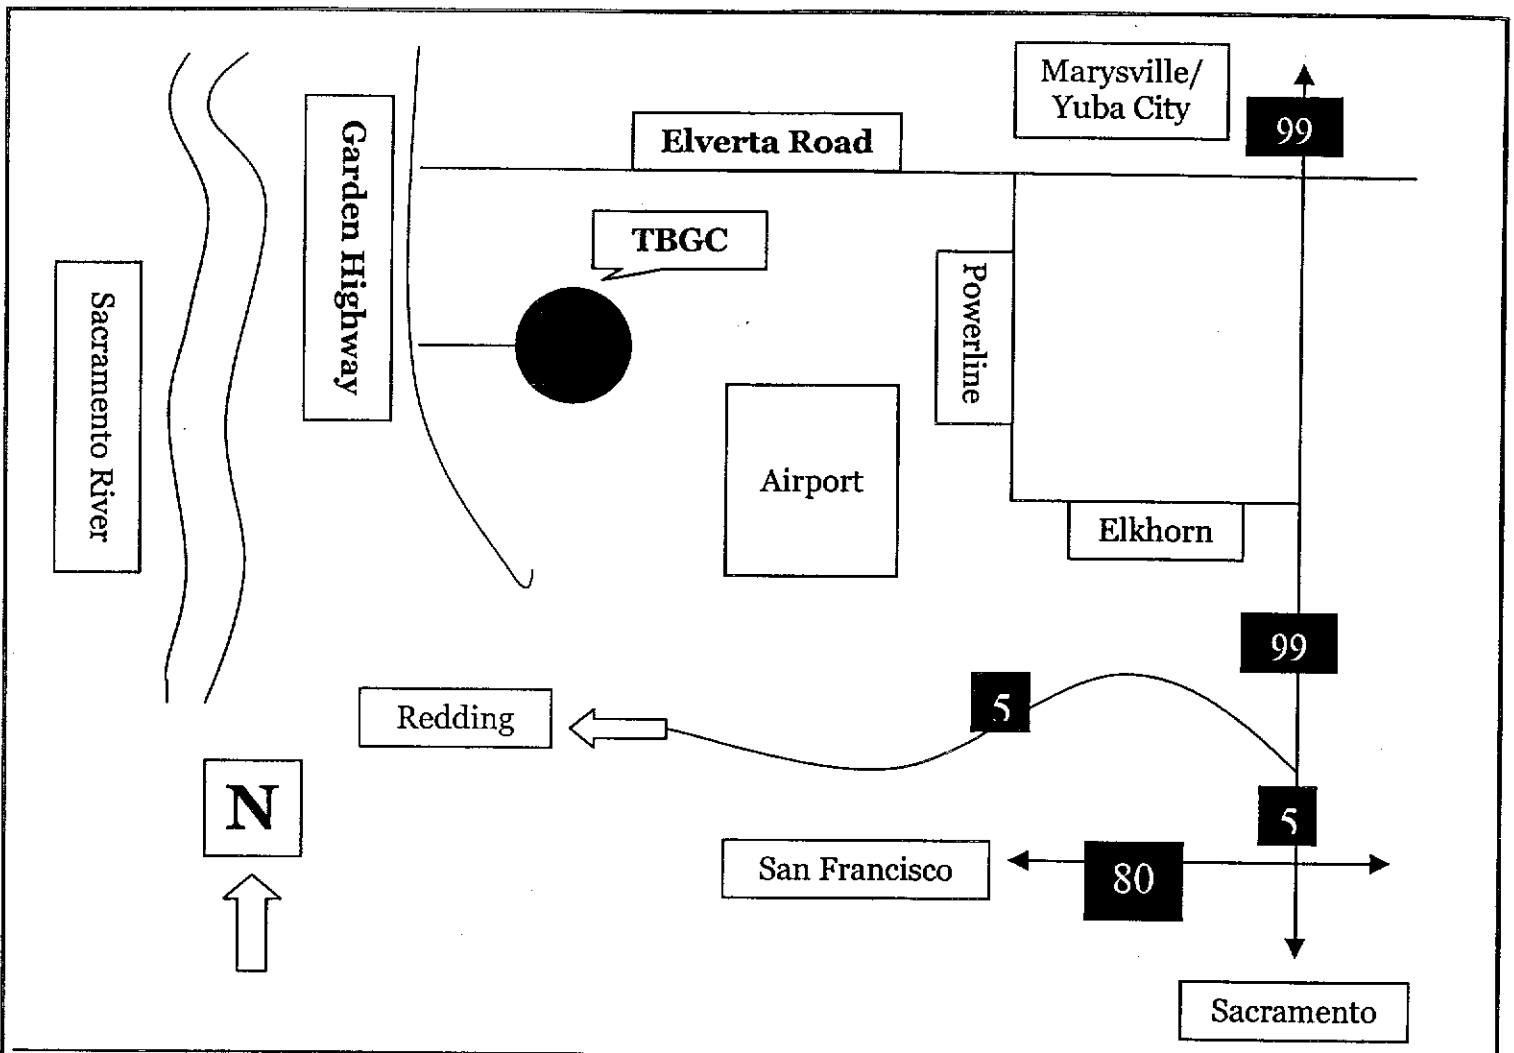 Marysville/
Yuba City
99
Elverta Road
Garden Highway
TBGC
Powerline
Sacramento River
Airport
Elkhorn
99
5
Redding
N
5
San Francisco
80
Sacramento